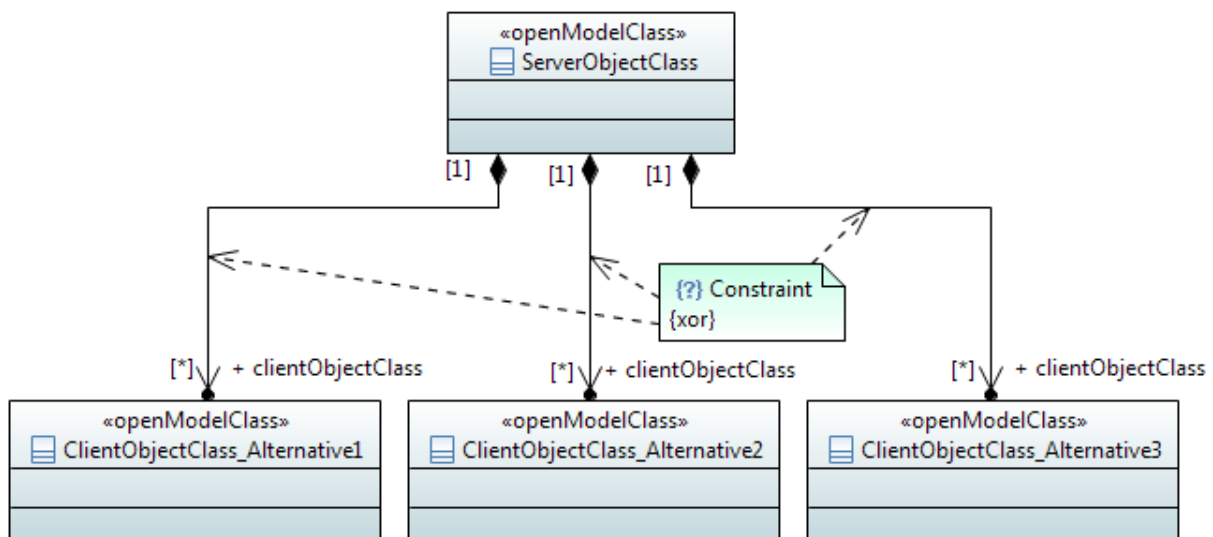 «openModelClass»
ServerObjectClass
[1]
[1]
[1]
{?} Constraint
{xor}
[*]
+ clientObjectClass
[*]
+ clientObjectClass
[*]
+ clientObjectClass
«openModelClass»
ClientObjectClass_Alternative1
«openModelClass»
ClientObjectClass_Alternative2
«openModelClass»
ClientObjectClass_Alternative3